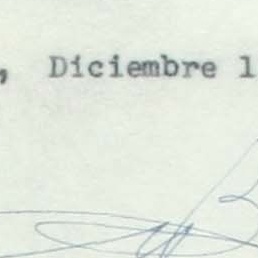 , Diciembre 1